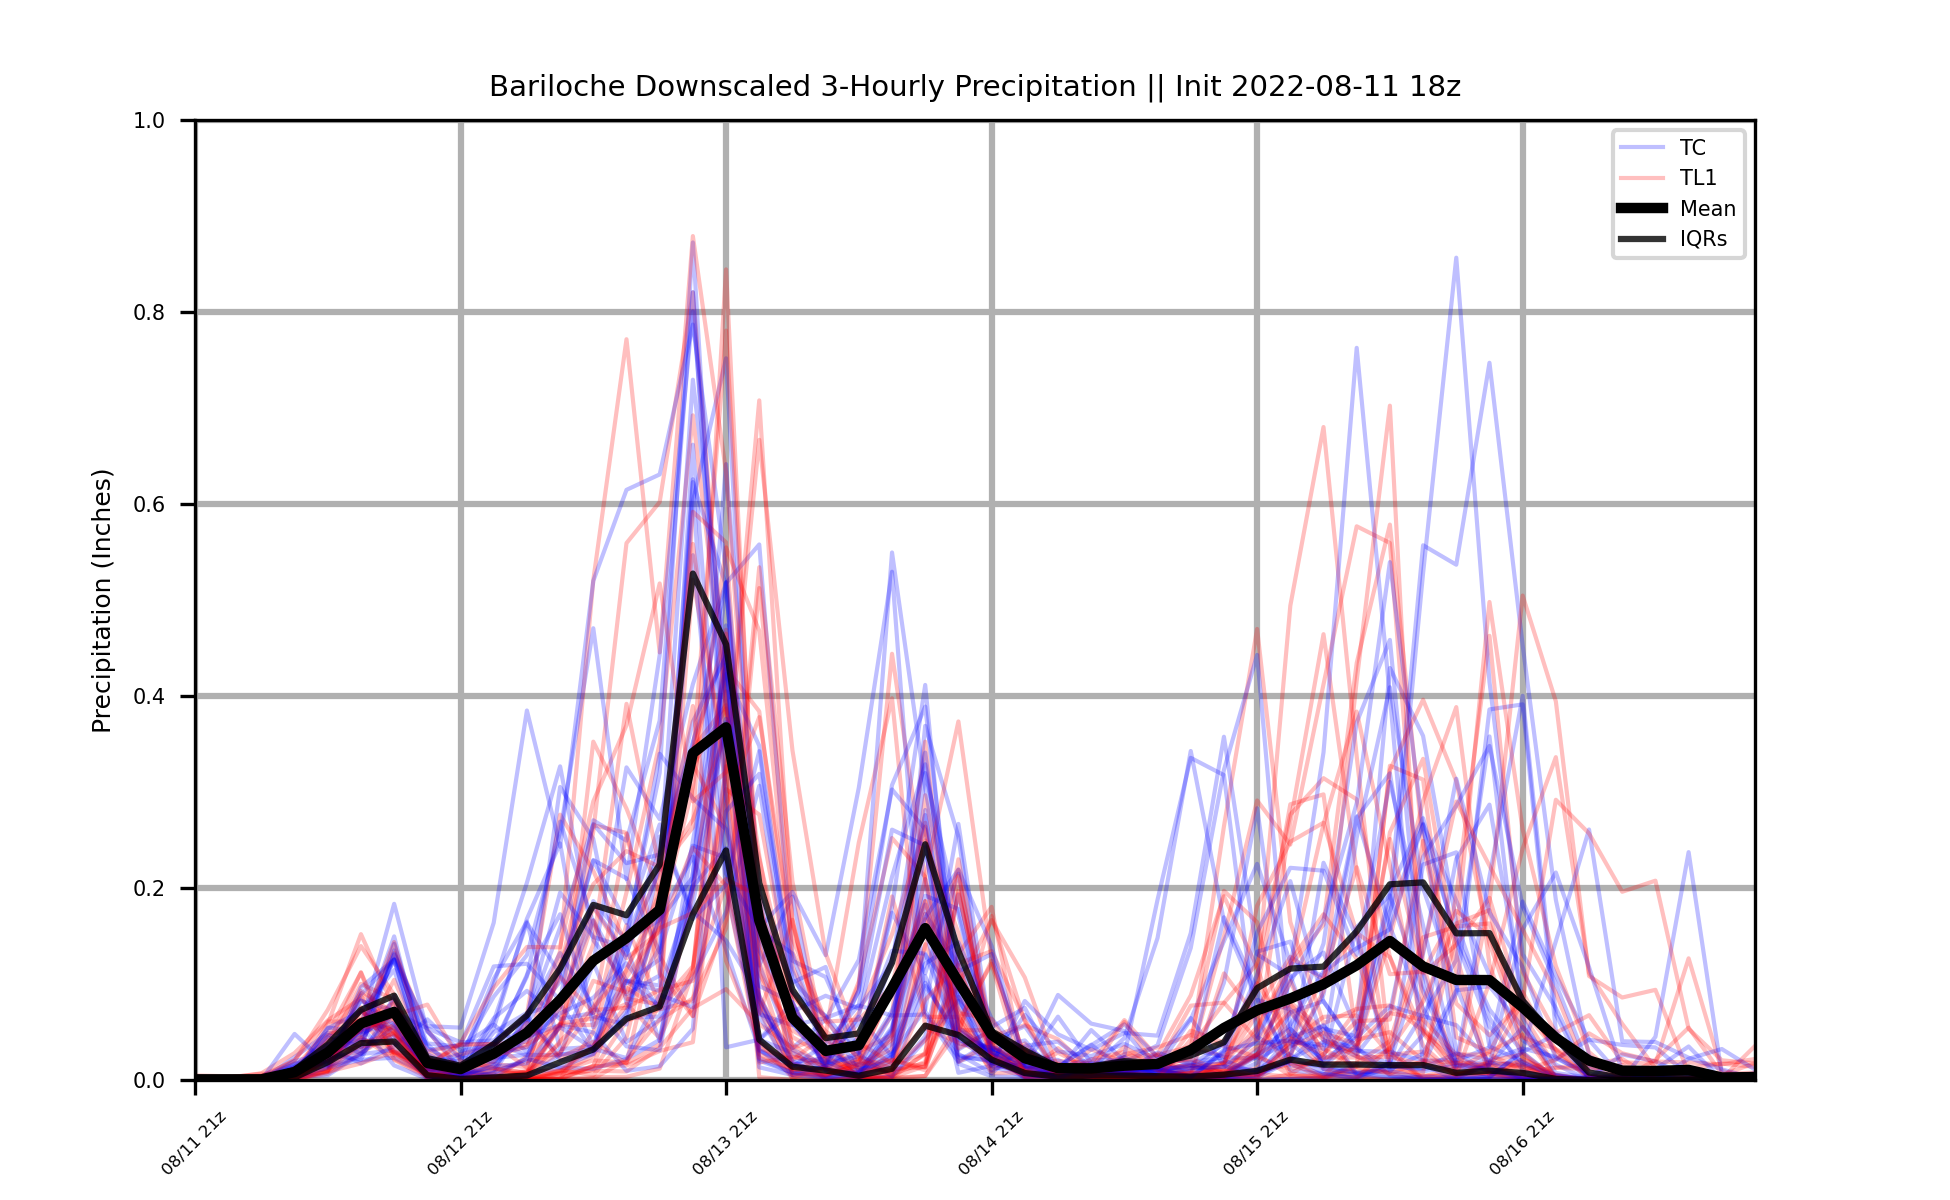 Bariloche Downscaled 3-Hourly Precipitation || Init 2022-08-11 18z
1.0
0.8
0.6
0.4
0.2
0.0
Precipitation (Inches)
TC
TL1
Mean
IQRs
08/11 21z
08/12 21z
08/13 21z
08/14 21z
08/15 21z
08/16 21z